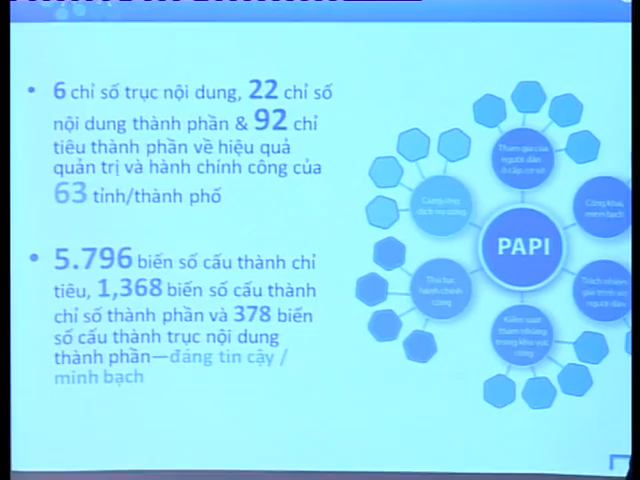 • 6 chỉ số trục nội dung, 22 chỉ số
nội dung thành phần & 92 chỉ
tiêu thành phần về hiệu quả
quản trị và hành chính công của
63 tỉnh/thành phố
• 5.796 biến số cấu thành chỉ
tiêu, 1,368 biến số cấu thành
chỉ số thành phần và 378 biến
số cấu thành trục nội dung
thành phần—đáng tin cậy /
minh bạch
Tham gia của
người dân
ở cấp cơ sở
Công khai,
minh bạch
Trách nhiệm
giải trình với
người dân
Kiểm soát
tham nhũng
trong khu vực
công
Thủ tục
hành chính
công
Cung ứng
dịch vụ công
PAPI